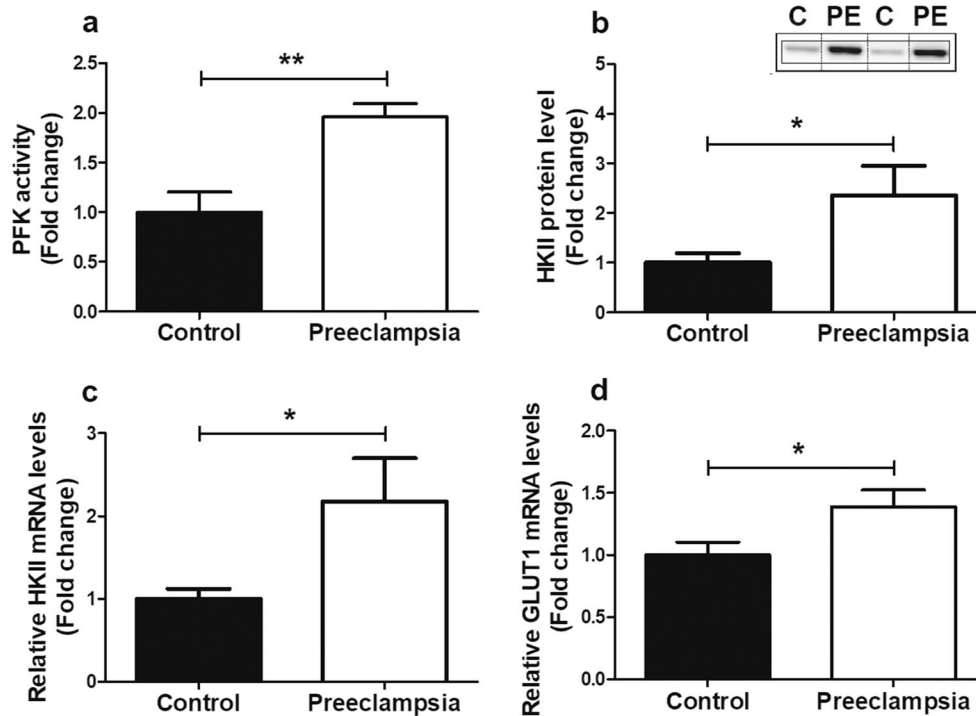 a
**
PFK activity
(Fold change)
2.5
2.0
1.5
1.0
0.5
0.0
Control Preeclampsia
b
C PE C PE
*
HKII protein level
(Fold change)
5
4
3
2
1
0
Control Preeclampsia
c
*
Relative HKII mRNA levels
(Fold change)
3
2
1
0
Control Preeclampsia
d
*
Relative GLUT1 mRNA levels
(Fold change)
2.0
1.5
1.0
0.5
0.0
Control Preeclampsia